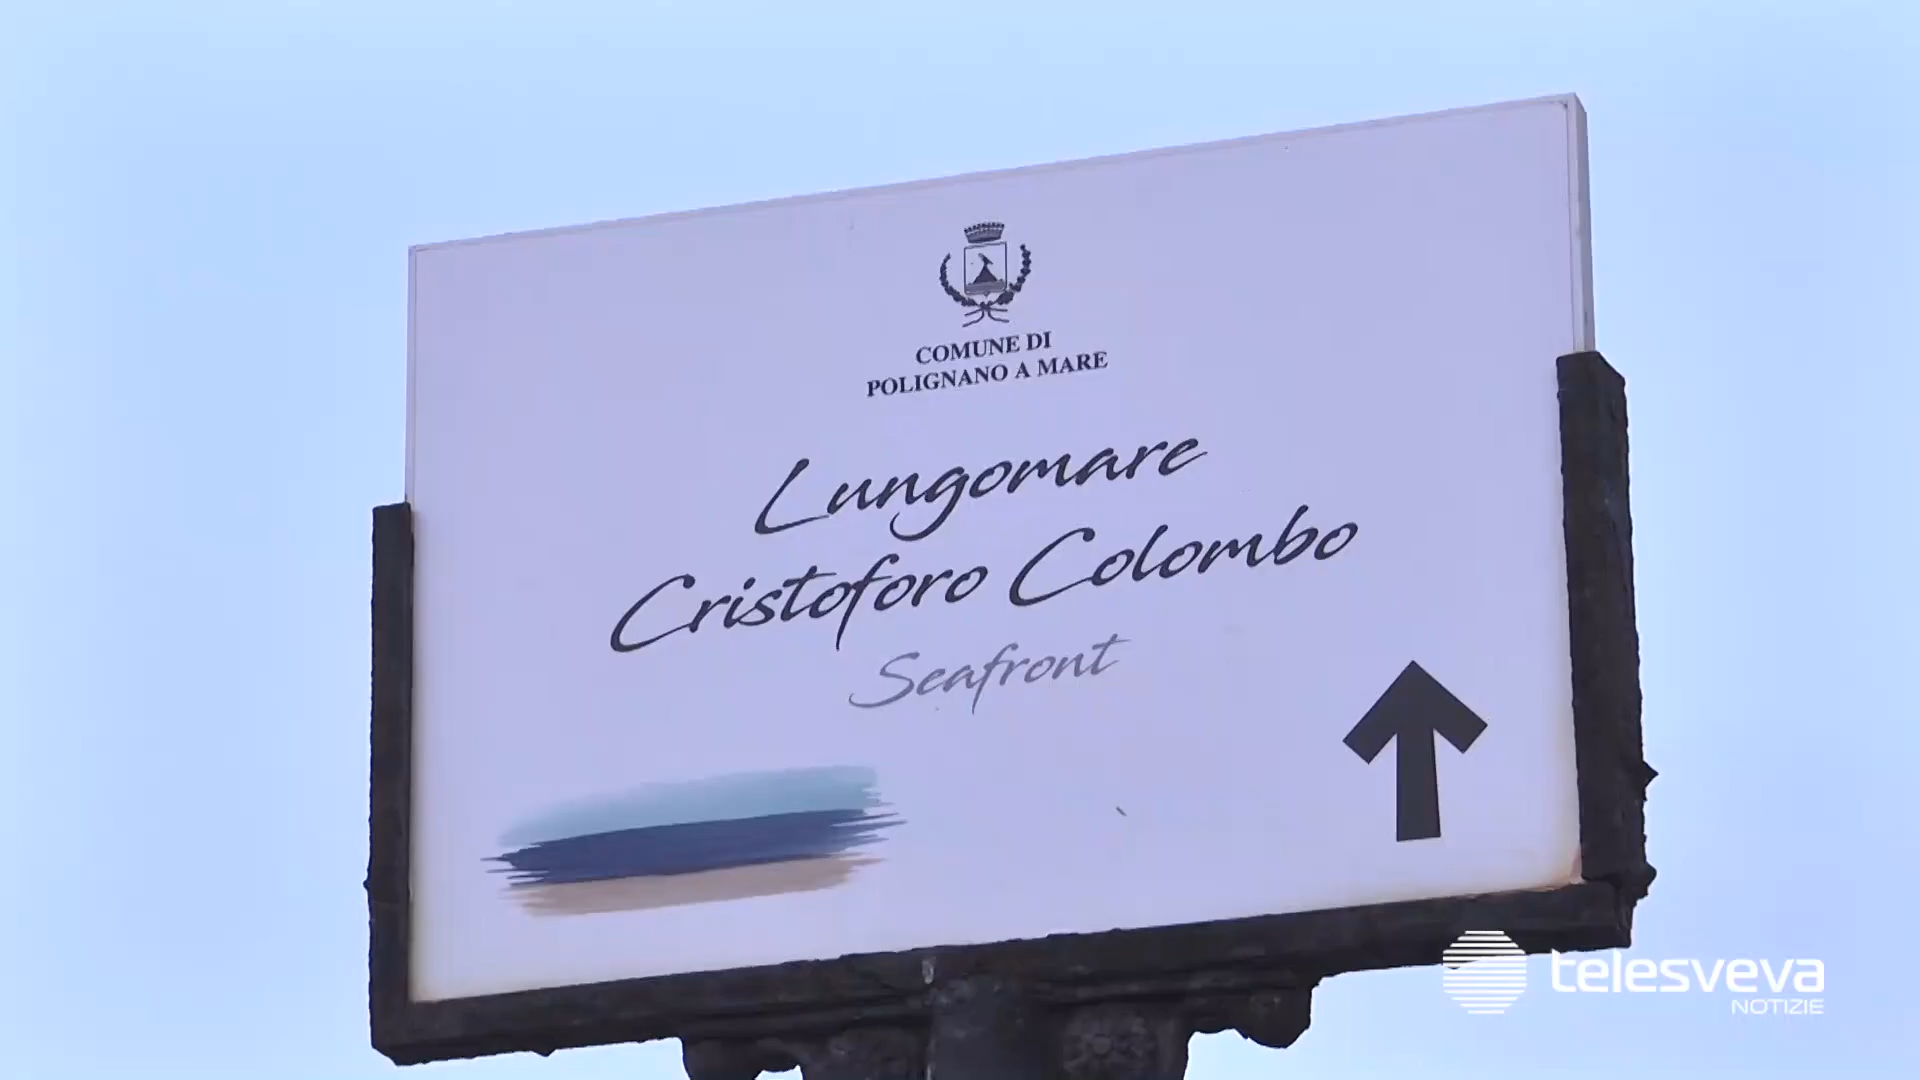 COMUNE DI
POLIGNANO A MARE
Lungomare
Cristoforo Colombo
Seafront
telesveva
NOTIZIE